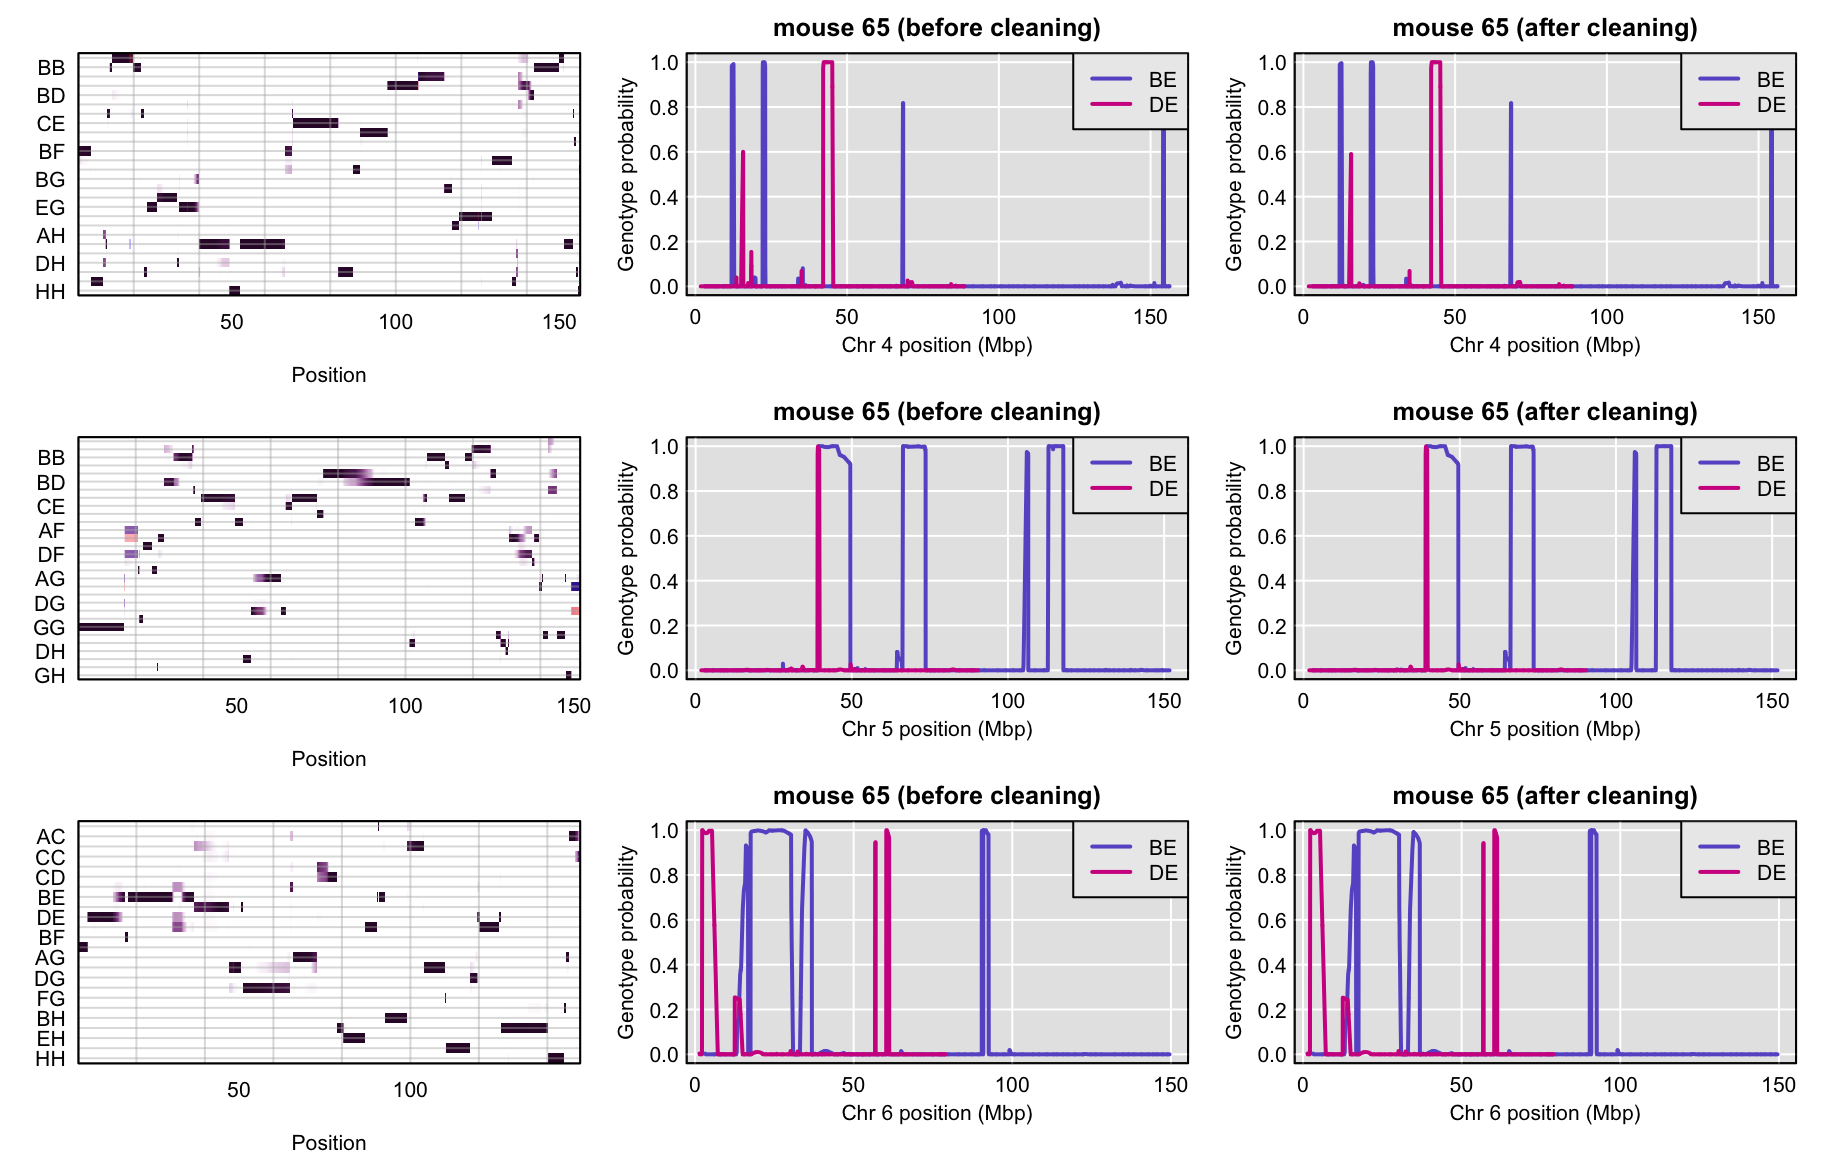 BB
BD
CE
BF
BG
EG
AH
DH
HH
50 100 150
Position
mouse 65 (before cleaning)
Genotype probability
1.0
0.8
0.6
0.4
0.2
0.0
BE
DE
0 50 100 150
Chr 4 position (Mbp)
mouse 65 (after cleaning)
Genotype probability
1.0
0.8
0.6
0.4
0.2
0.0
BE
DE
0 50 100 150
Chr 4 position (Mbp)
BB
BD
CE
AF
DF
AG
DG
GG
DH
GH
50 100 150
Position
mouse 65 (before cleaning)
Genotype probability
1.0
0.8
0.6
0.4
0.2
0.0
BE
DE
0 50 100 150
Chr 5 position (Mbp)
mouse 65 (after cleaning)
Genotype probability
1.0
0.8
0.6
0.4
0.2
0.0
BE
DE
0 50 100 150
Chr 5 position (Mbp)
AC
CC
CD
BE
DE
BF
AG
DG
FG
BH
EH
HH
50 100
Position
mouse 65 (before cleaning)
Genotype probability
1.0
0.8
0.6
0.4
0.2
0.0
BE
DE
0 50 100 150
Chr 6 position (Mbp)
mouse 65 (after cleaning)
Genotype probability
1.0
0.8
0.6
0.4
0.2
0.0
BE
DE
0 50 100 150
Chr 6 position (Mbp)